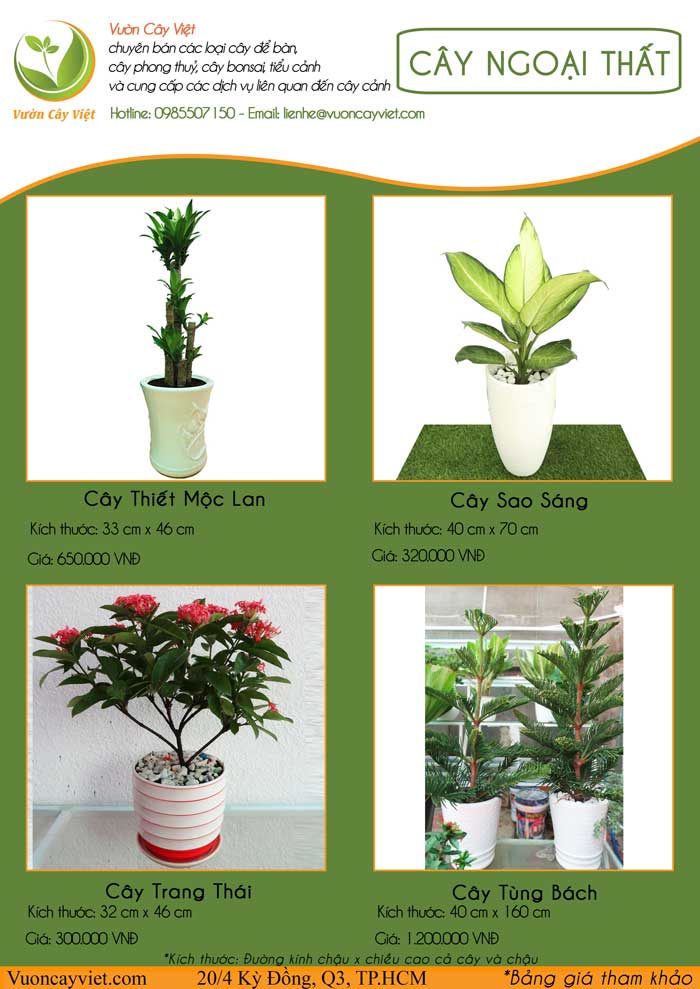 Vườn Cây Việt
Vườn Cây Việt
chuyên bán các loại cây để bàn,
cây phong thuỷ, cây bonsai, tiểu cảnh
và cung cấp các dịch vụ liên quan đến cây cảnh
Hotline: 0985507150 - Email: lienhe@vuoncayviet.com
CÂY NGOẠI THẤT
Cây Thiết Mộc Lan
Kích thước: 33 cm x 46 cm
Giá: 650.000 VNĐ
Cây Sao Sáng
Kích thước: 40 cm x 70 cm
Giá: 320.000 VNĐ
Cây Trang Thái
Kích thước: 32 cm x 46 cm
Giá: 300.000 VNĐ
Cây Tùng Bách
Kích thước: 40 cm x 160 cm
Giá: 1.200.000 VNĐ
*Kích thước: Đường kính chậu x chiều cao cả cây và chậu
Vuoncayviet.com 20/4 Kỳ Đồng, Q3, TP.HCM *Bảng giá tham khảo